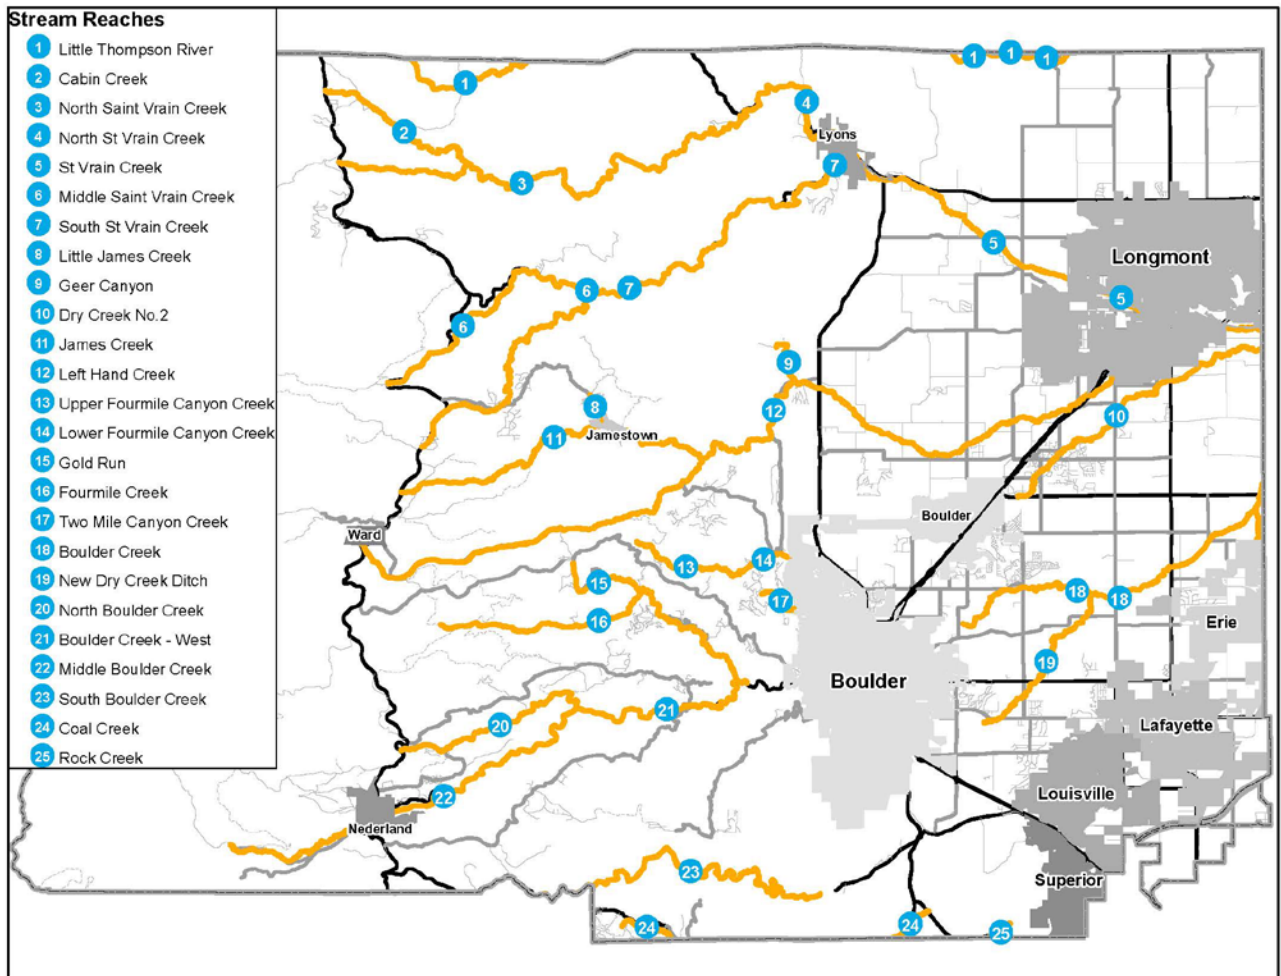 Stream Reaches
1 Little Thompson River
2 Cabin Creek
3 North Saint Vrain Creek
4 North St Vrain Creek
5 St Vrain Creek
6 Middle Saint Vrain Creek
7 South St Vrain Creek
8 Little James Creek
9 Geer Canyon
10 Dry Creek No.2
11 James Creek
12 Left Hand Creek
13 Upper Fourmile Canyon Creek
14 Lower Fourmile Canyon Creek
15 Gold Run
16 Fourmile Creek
17 Two Mile Canyon Creek
18 Boulder Creek
19 New Dry Creek Ditch
20 North Boulder Creek
21 Boulder Creek - West
22 Middle Boulder Creek
23 South Boulder Creek
24 Coal Creek
25 Rock Creek
1
1
1
1
2
4
Lyons
3
7
5
Longmont
5
6
7
6
9
8
12
10
11
Jamestown
Boulder
Ward
13
14
15
17
18
18
16
Erie
19
Boulder
20
21
Lafayette
22
Louisville
Nederland
23
Superior
24
24
25